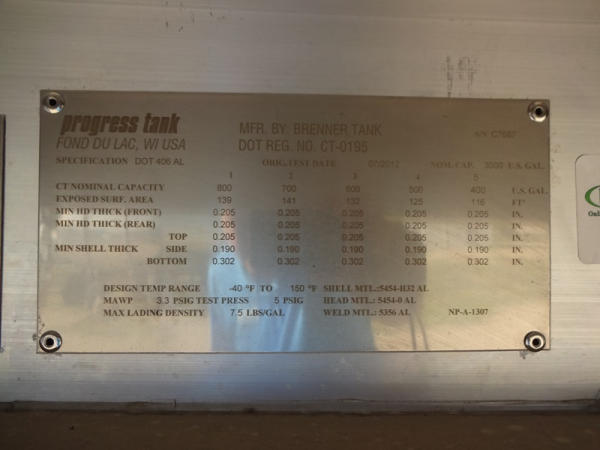 progress tank
FOND DU LAC, WI USA
MFR. BY: BRENNER TANK
DOT REG. NO. CT-0195
S/N C7687
SPECIFICATION DOT 406 AL ORIG.TEST DATE 07/2012 NOM. CAP. 3000 U.S. GAL.
1 2 3 4 5
CT NOMINAL CAPACITY 800 700 600 500 400 U.S. GAL.
EXPOSED SURF. AREA 139 141 132 125 116 FT²
MIN HD THICK (FRONT) 0.205 0.205 0.205 0.205 0.205 IN.
MIN HD THICK (REAR) 0.205 0.205 0.205 0.205 0.205 IN.
TOP 0.205 0.205 0.205 0.205 0.205 IN.
MIN SHELL THICK SIDE 0.190 0.190 0.190 0.190 0.190 IN.
BOTTOM 0.302 0.302 0.302 0.302 0.302 IN.
DESIGN TEMP RANGE -40 °F TO 150 °F SHELL MTL.:5454-H32 AL
MAWP 3.3 PSIG TEST PRESS 5 PSIG HEAD MTL.: 5454-0 AL
MAX LADING DENSITY 7.5 LBS/GAL WELD MTL.: 5356 AL NP-A-1307